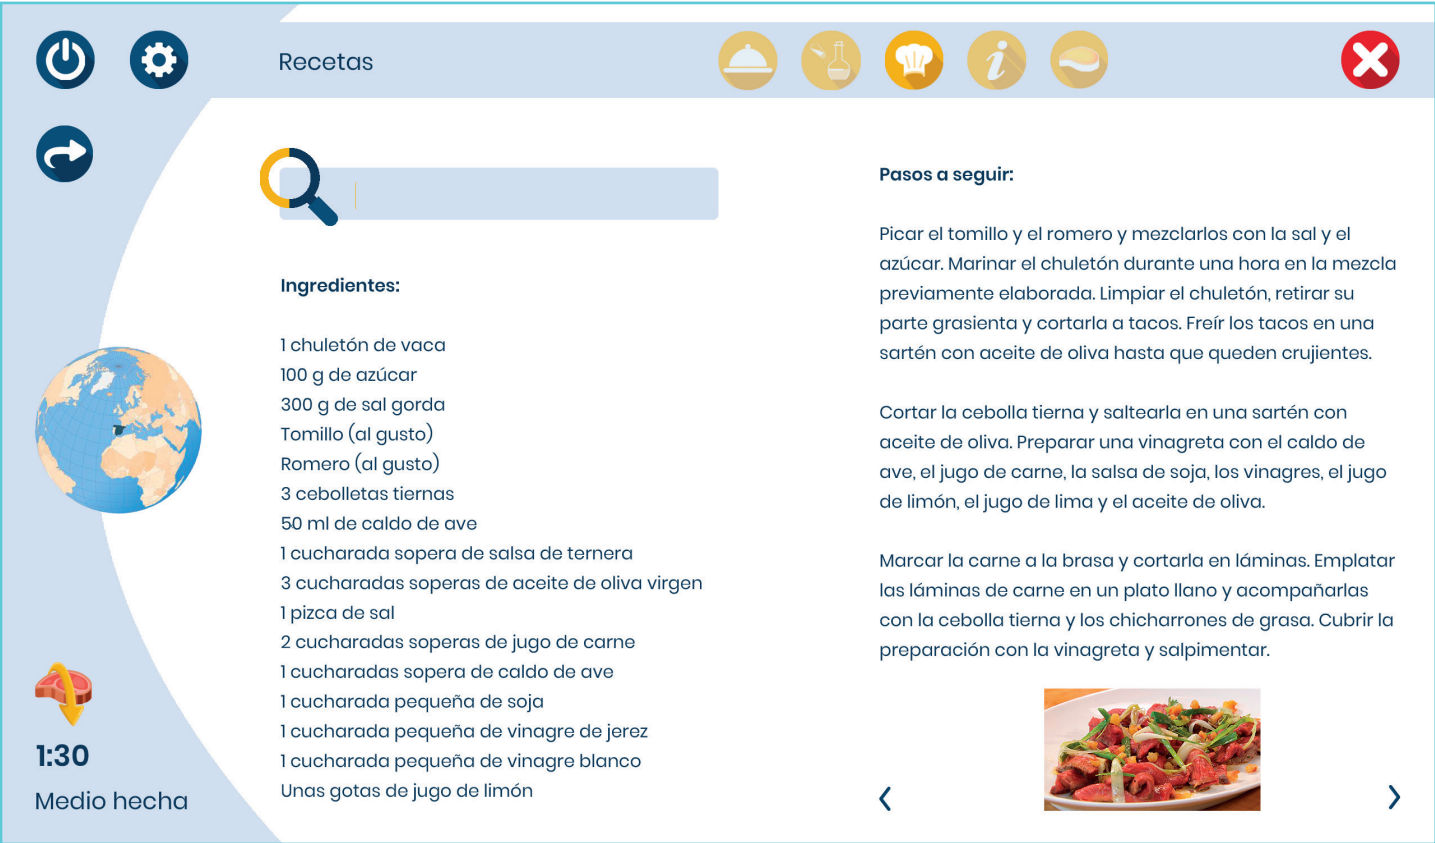 Recetas
Ingredientes:
1 chuletón de vaca
100 g de azúcar
300 g de sal gorda
Tomillo (al gusto)
Romero (al gusto)
3 cebolletas tiernas
50 ml de caldo de ave
1 cucharada sopera de salsa de ternera
3 cucharadas soperas de aceite de oliva virgen
1 pizca de sal
2 cucharadas soperas de jugo de carne
1 cucharadas sopera de caldo de ave
1 cucharada pequeña de soja
1 cucharada pequeña de vinagre de jerez
1 cucharada pequeña de vinagre blanco
Unas gotas de jugo de limón
Pasos a seguir:
Picar el tomillo y el romero y mezclarlos con la sal y el
azúcar. Marinar el chuletón durante una hora en la mezcla
previamente elaborada. Limpiar el chuletón, retirar su
parte grasienta y cortarla a tacos. Freír los tacos en una
sartén con aceite de oliva hasta que queden crujientes.
Cortar la cebolla tierna y saltearla en una sartén con
aceite de oliva. Preparar una vinagreta con el caldo de
ave, el jugo de carne, la salsa de soja, los vinagres, el jugo
de limón, el jugo de lima y el aceite de oliva.
Marcar la carne a la brasa y cortarla en láminas. Emplatar
las láminas de carne en un plato llano y acompañarlas
con la cebolla tierna y los chicharrones de grasa. Cubrir la
preparación con la vinagreta y salpimentar.
1:30
Medio hecha